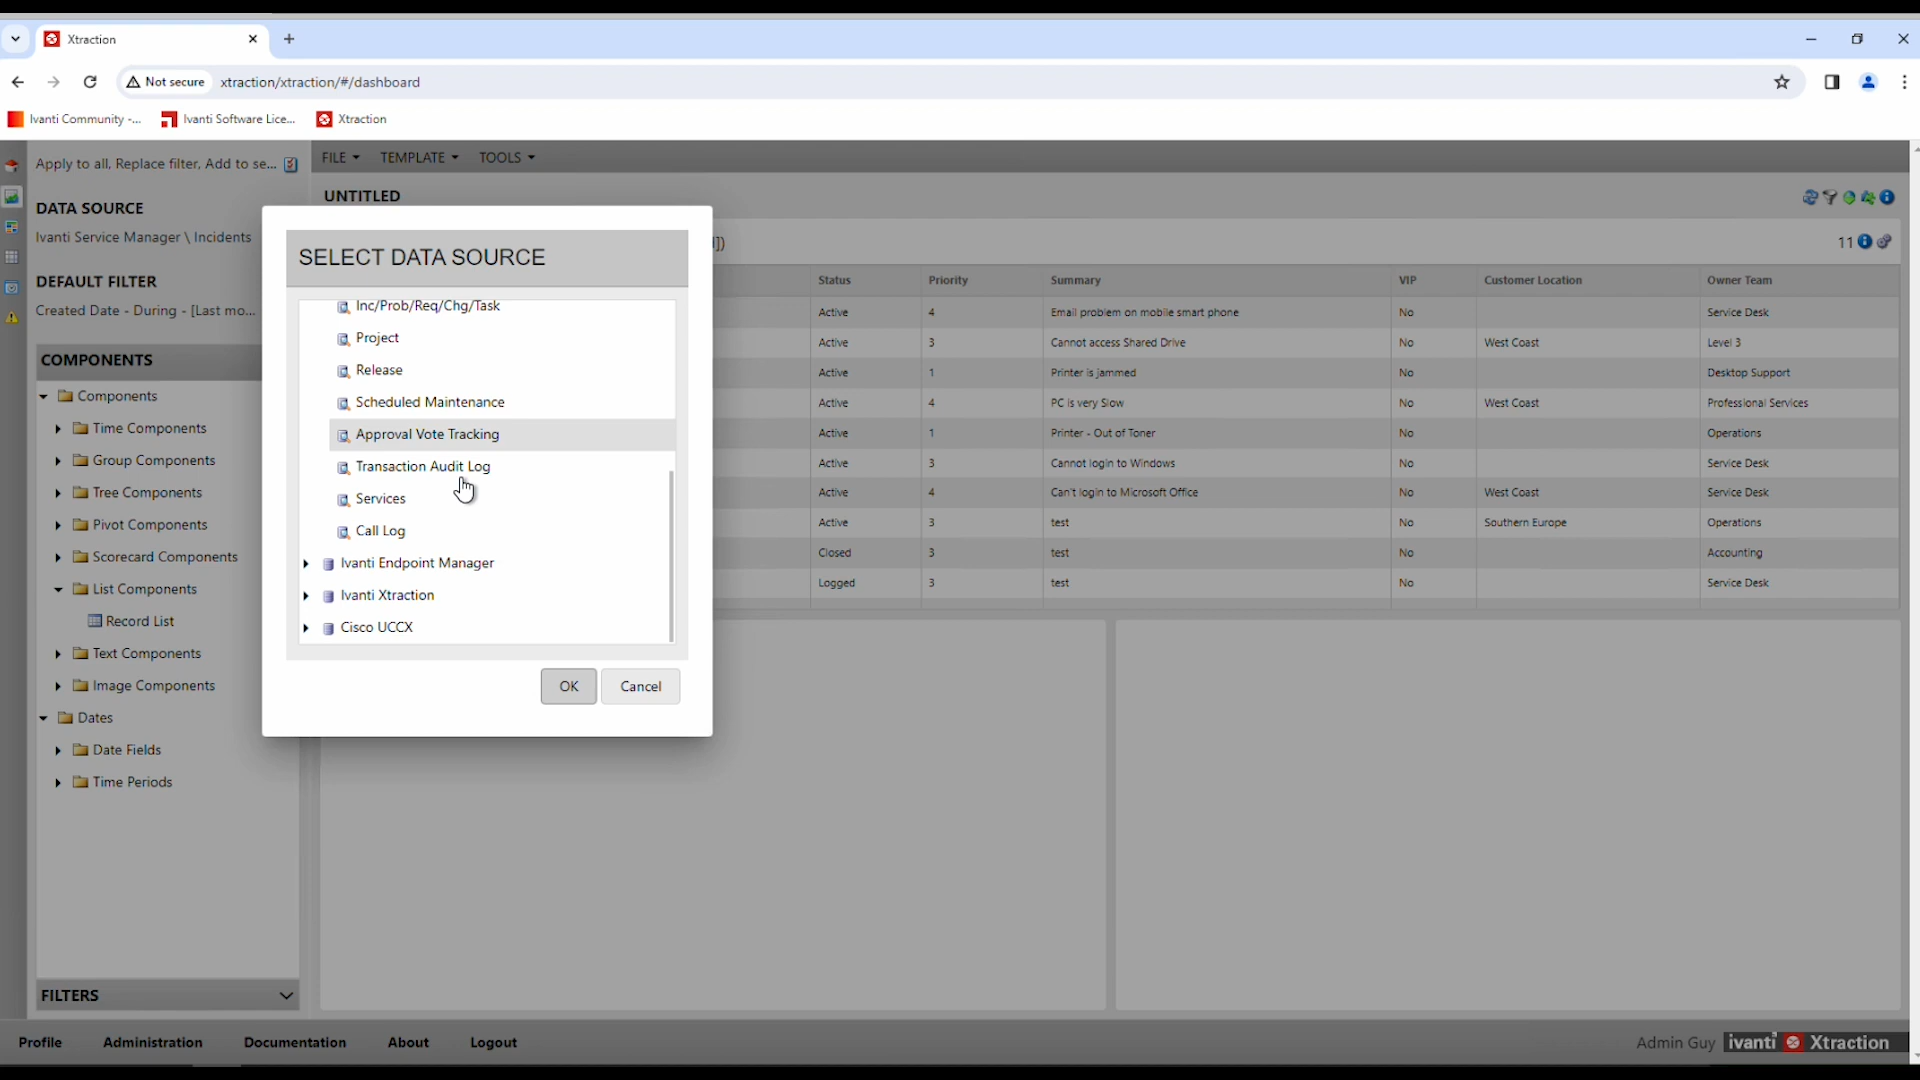 Xtraction
Not secure
xtraction/xtraction/#/dashboard
Ivanti Community -...
Ivanti Software Lice...
Xtraction
Apply to all, Replace filter, Add to se...
FILE
TEMPLATE
TOOLS
DATA SOURCE
Ivanti Service Manager \ Incidents
DEFAULT FILTER
Created Date - During - [Last mo...
COMPONENTS
Components
Time Components
Group Components
Tree Components
Pivot Components
Scorecard Components
List Components
Record List
Text Components
Image Components
Dates
Date Fields
Time Periods
FILTERS
UNTITLED
])
11
SELECT DATA SOURCE
Inc/Prob/Req/Chg/Task
Project
Release
Scheduled Maintenance
Approval Vote Tracking
Transaction Audit Log
Services
Call Log
Ivanti Endpoint Manager
Ivanti Xtraction
Cisco UCCX
OK
Cancel
Status Priority Summary VIP Customer Location Owner Team
Active 4 Email problem on mobile smart phone No Service Desk
Active 3 Cannot access Shared Drive No West Coast Level 3
Active 1 Printer is jammed No Desktop Support
Active 4 PC is very Slow No West Coast Professional Services
Active 1 Printer - Out of Toner No Operations
Active 3 Cannot login to Windows No Service Desk
Active 4 Can't login to Microsoft Office No West Coast Service Desk
Active 3 test No Southern Europe Operations
Closed 3 test No Accounting
Logged 3 test No Service Desk
Profile
Administration
Documentation
About
Logout
Admin Guy
ivanti Xtraction